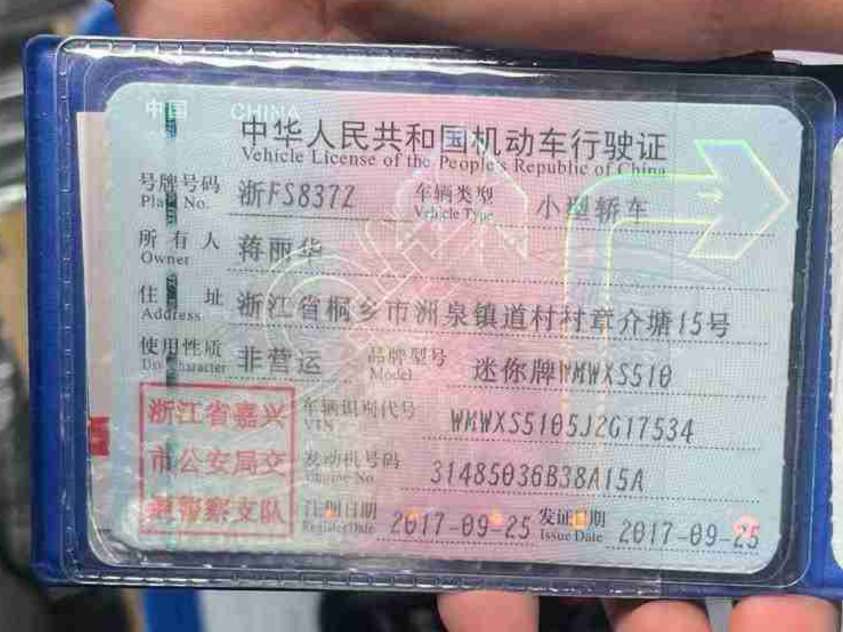 中国 CHINA
中华人民共和国机动车行驶证
Vehicle License of the People's Republic of China
号牌号码 浙FS837Z 车辆类型 小型轿车
Plate No. Vehicle Type
所有人 蒋丽华
Owner
住址 浙江省桐乡市洲泉镇道村村章介塘15号
Address
使用性质 非营运 品牌型号 迷你牌WMWXS510
Use Character Model
浙江省嘉兴 车辆识别代号 WMWXS5105J2G17534
VIN
市公安局交 发动机号码 31485036B38A15A
Engine No.
通警察支队 注册日期 2017-09-25 发证日期 2017-09-25
Register Date Issue Date